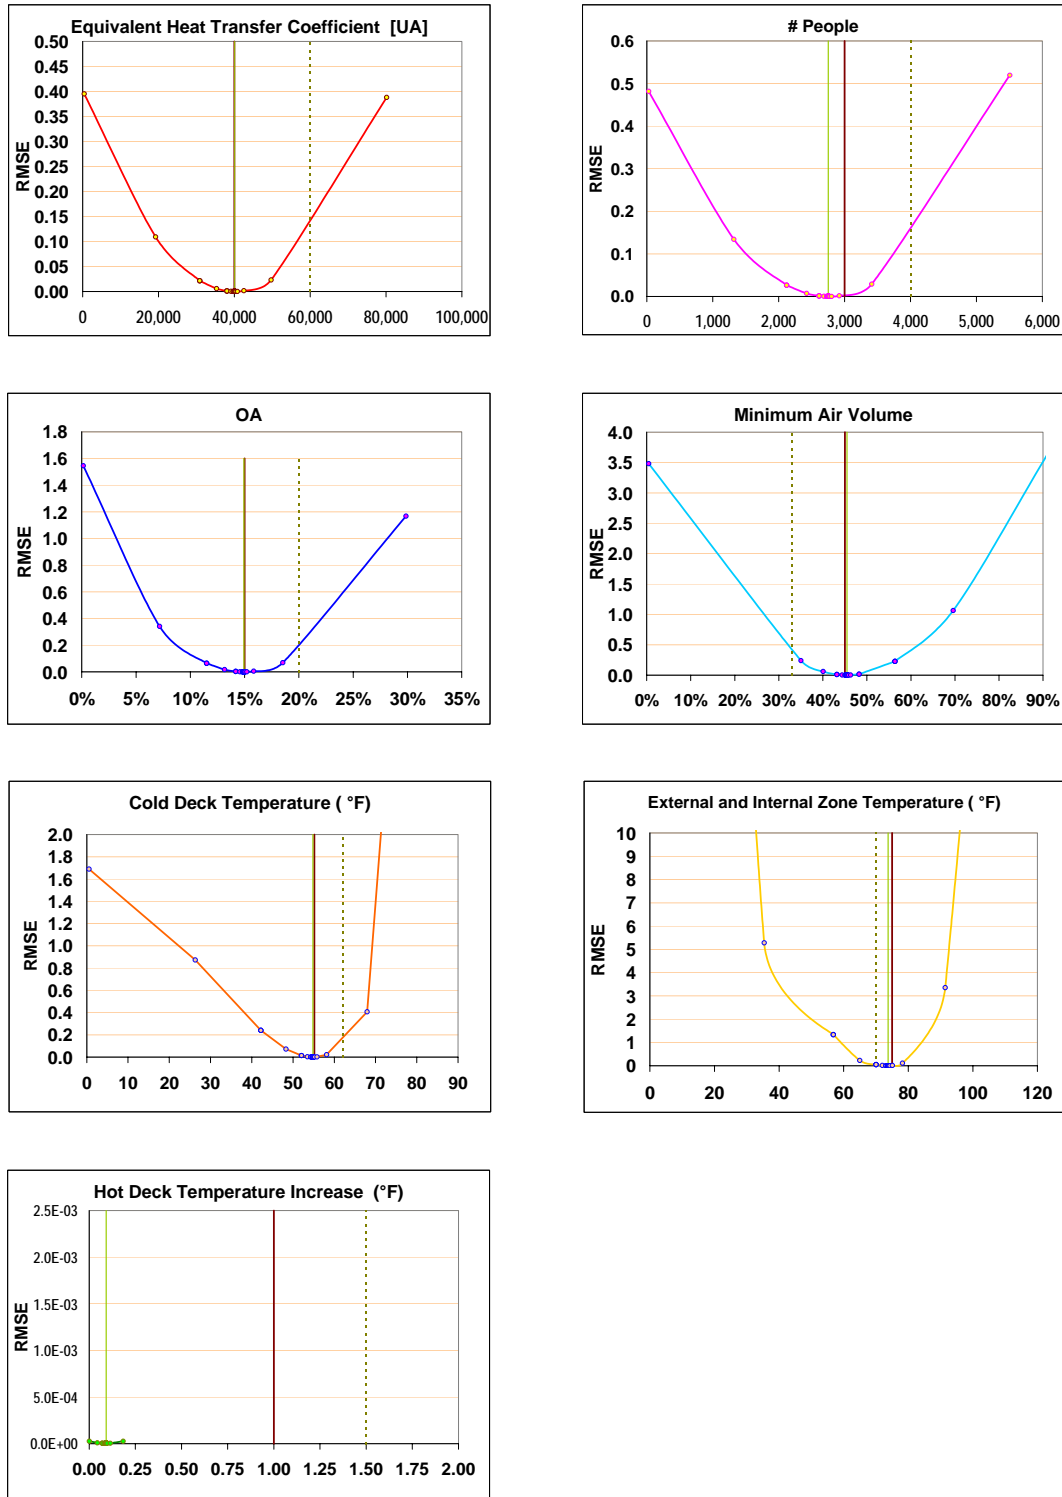 Equivalent Heat Transfer Coefficient [UA]
0.50
0.45
0.40
0.35
0.30
0.25
0.20
0.15
0.10
0.05
0.00
RMSE
0 20,000 40,000 60,000 80,000 100,000
# People
0.6
0.5
0.4
0.3
0.2
0.1
0.0
RMSE
0 1,000 2,000 3,000 4,000 5,000 6,000
OA
1.8
1.6
1.4
1.2
1.0
0.8
0.6
0.4
0.2
0.0
RMSE
0% 5% 10% 15% 20% 25% 30% 35%
Minimum Air Volume
4.0
3.5
3.0
2.5
2.0
1.5
1.0
0.5
0.0
RMSE
0% 10% 20% 30% 40% 50% 60% 70% 80% 90%
Cold Deck Temperature ( °F)
2.0
1.8
1.6
1.4
1.2
1.0
0.8
0.6
0.4
0.2
0.0
RMSE
0 10 20 30 40 50 60 70 80 90
External and Internal Zone Temperature ( °F)
10
9
8
7
6
5
4
3
2
1
0
RMSE
0 20 40 60 80 100 120
Hot Deck Temperature Increase (°F)
2.5E-03
2.0E-03
1.5E-03
1.0E-03
5.0E-04
0.0E+00
RMSE
0.00 0.25 0.50 0.75 1.00 1.25 1.50 1.75 2.00